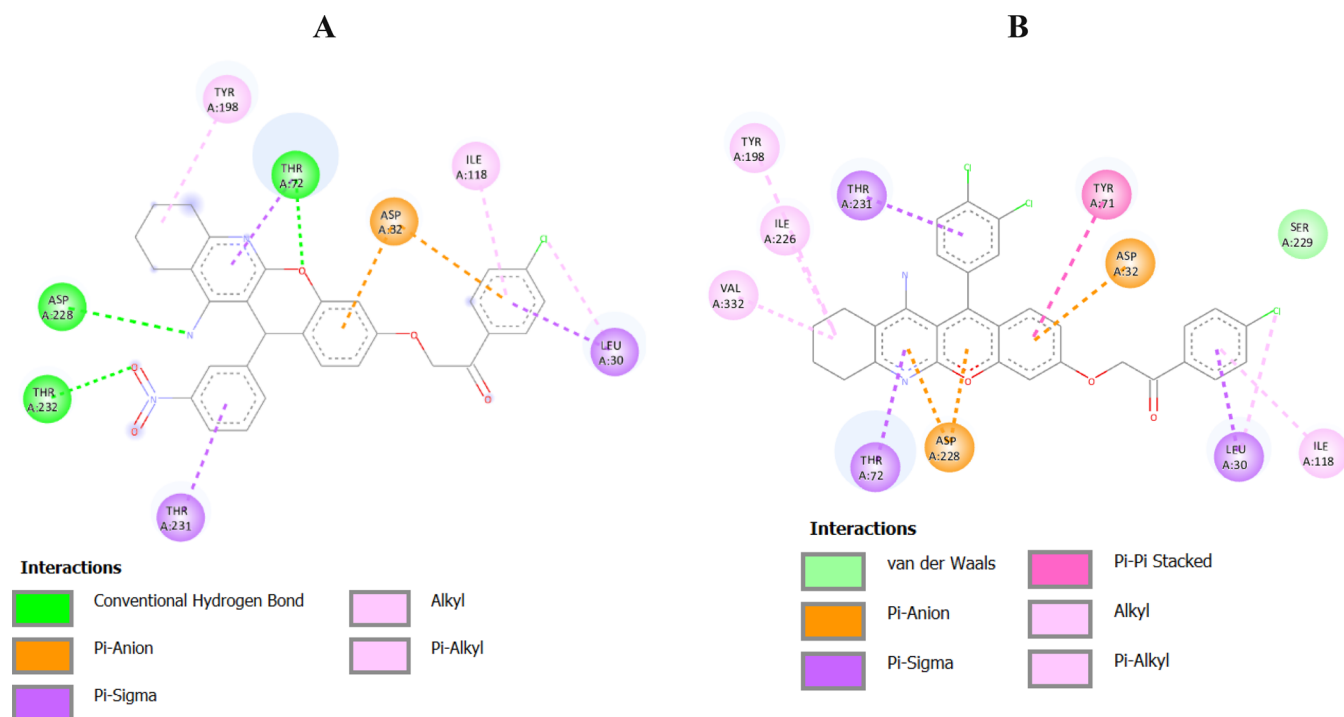 A
B
TYR
A:198
THR
A:72
ILE
A:118
ASP
A:32
Cl
N
O
ASP
A:228
N
O
O
LEU
A:30
THR
A:232
O
N
O
THR
A:231
Interactions
Conventional Hydrogen Bond
Alkyl
Pi-Anion
Pi-Alkyl
Pi-Sigma
TYR
A:198
Cl
THR
A:231
Cl
TYR
A:71
SER
A:229
ILE
A:226
ASP
A:32
N
VAL
A:332
Cl
N
O
O
O
THR
A:72
ASP
A:228
LEU
A:30
ILE
A:118
Interactions
van der Waals
Pi-Pi Stacked
Pi-Anion
Alkyl
Pi-Sigma
Pi-Alkyl